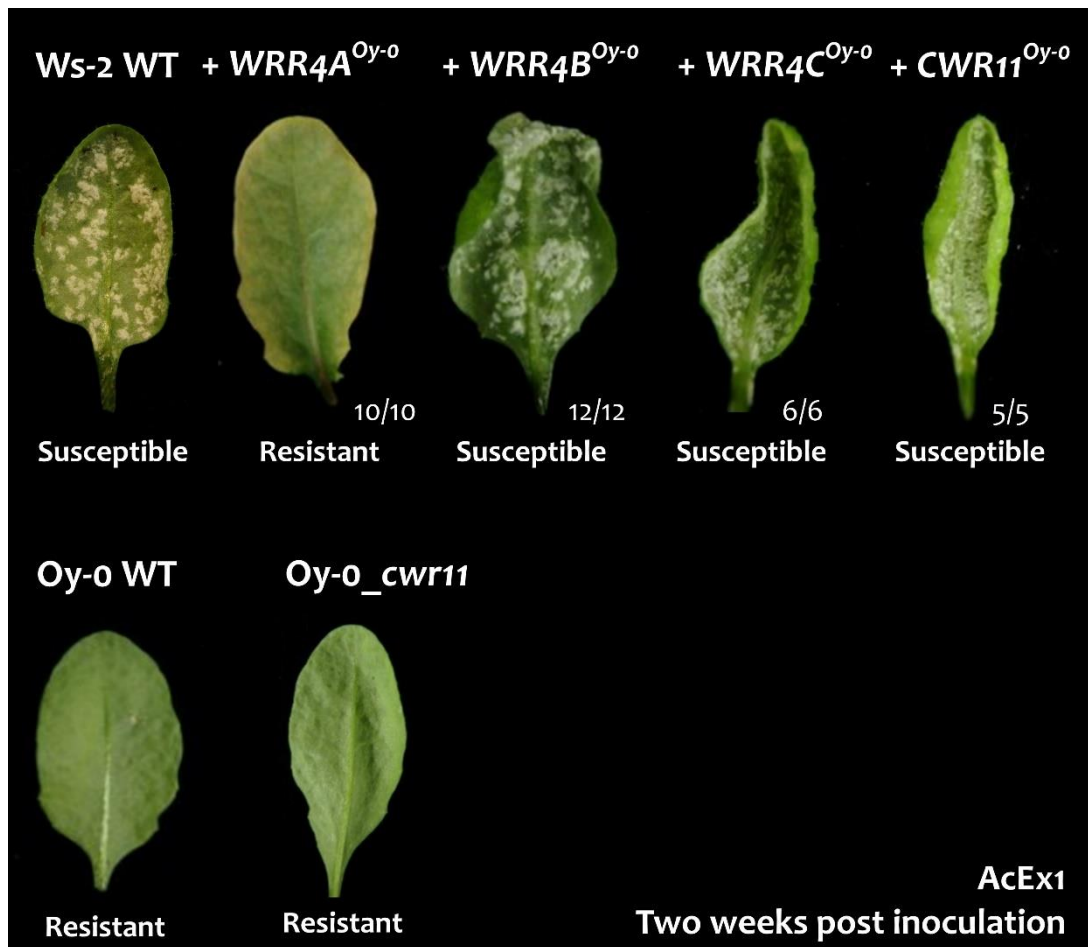 Ws-2 WT + WRR4A^Oy-0 + WRR4B^Oy-0 + WRR4C^Oy-0 + CWR11^Oy-0
10/10 12/12 6/6 5/5
Susceptible Resistant Susceptible Susceptible Susceptible
Oy-0 WT Oy-0_cwr11
Resistant Resistant
AcEx1
Two weeks post inoculation